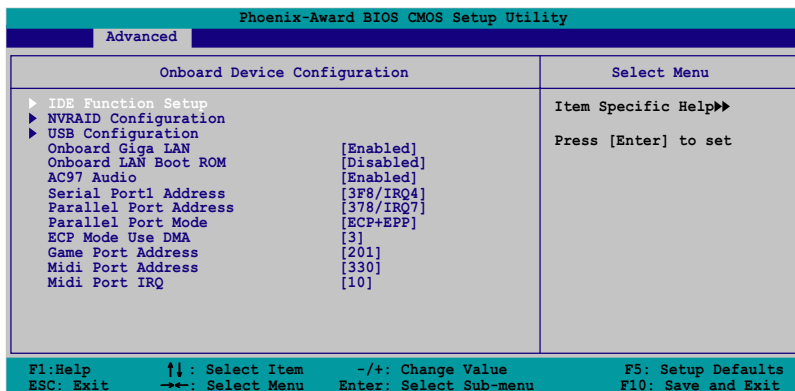 Phoenix-Award BIOS CMOS Setup Utility
Advanced
Onboard Device Configuration
Select Menu
▶ IDE Function Setup
▶ NVRAID Configuration
▶ USB Configuration
Onboard Giga LAN [Enabled]
Onboard LAN Boot ROM [Disabled]
AC97 Audio [Enabled]
Serial Port1 Address [3F8/IRQ4]
Parallel Port Address [378/IRQ7]
Parallel Port Mode [ECP+EPP]
ECP Mode Use DMA [3]
Game Port Address [201]
Midi Port Address [330]
Midi Port IRQ [10]
Item Specific Help▶▶
Press [Enter] to set
F1:Help ↑↓: Select Item -/+: Change Value F5: Setup Defaults
ESC: Exit →←: Select Menu Enter: Select Sub-menu F10: Save and Exit